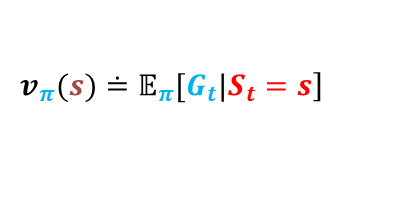 v_π(s) ≐ 𝔼_π[G_t|S_t = s]